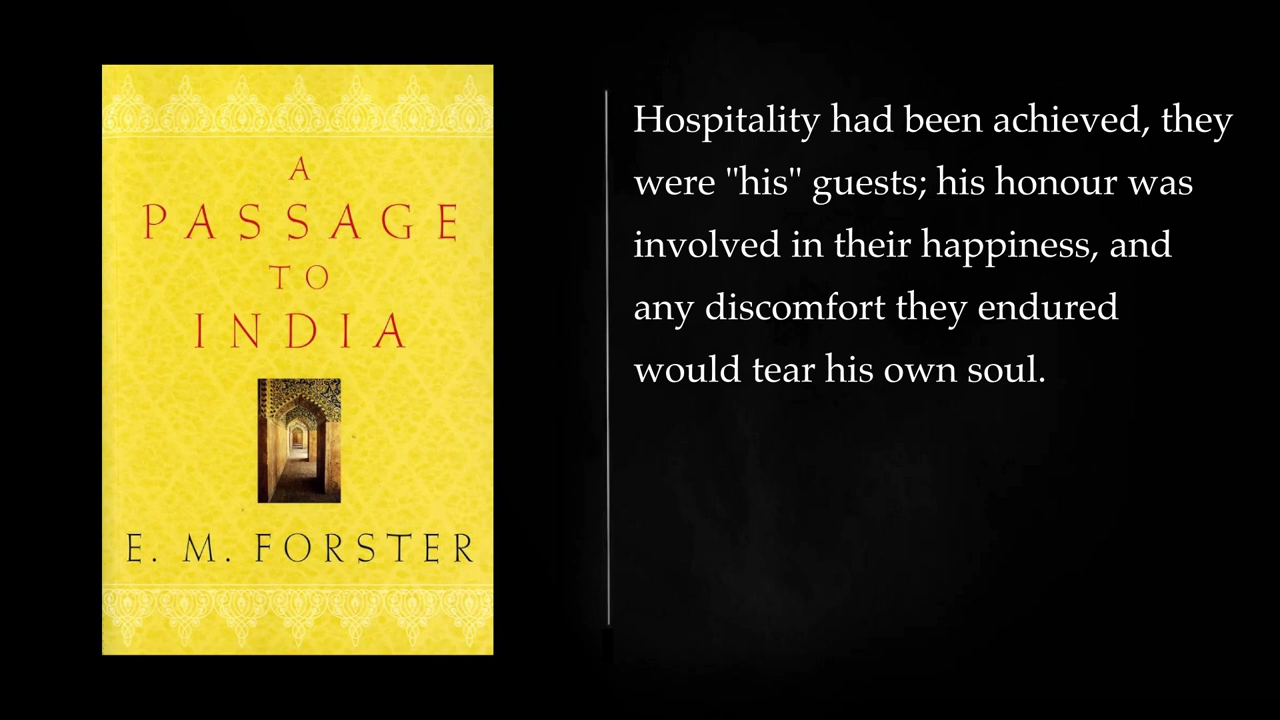 A
PASSAGE
TO
INDIA
E. M. FORSTER
Hospitality had been achieved, they
were "his" guests; his honour was
involved in their happiness, and
any discomfort they endured
would tear his own soul.